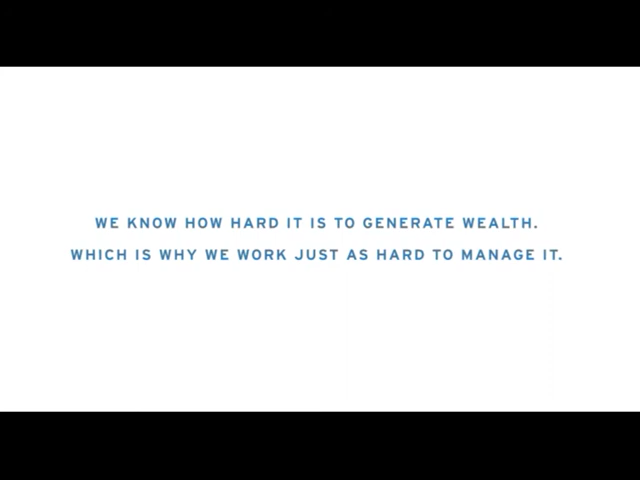 WE KNOW HOW HARD IT IS TO GENERATE WEALTH.
WHICH IS WHY WE WORK JUST AS HARD TO MANAGE IT.